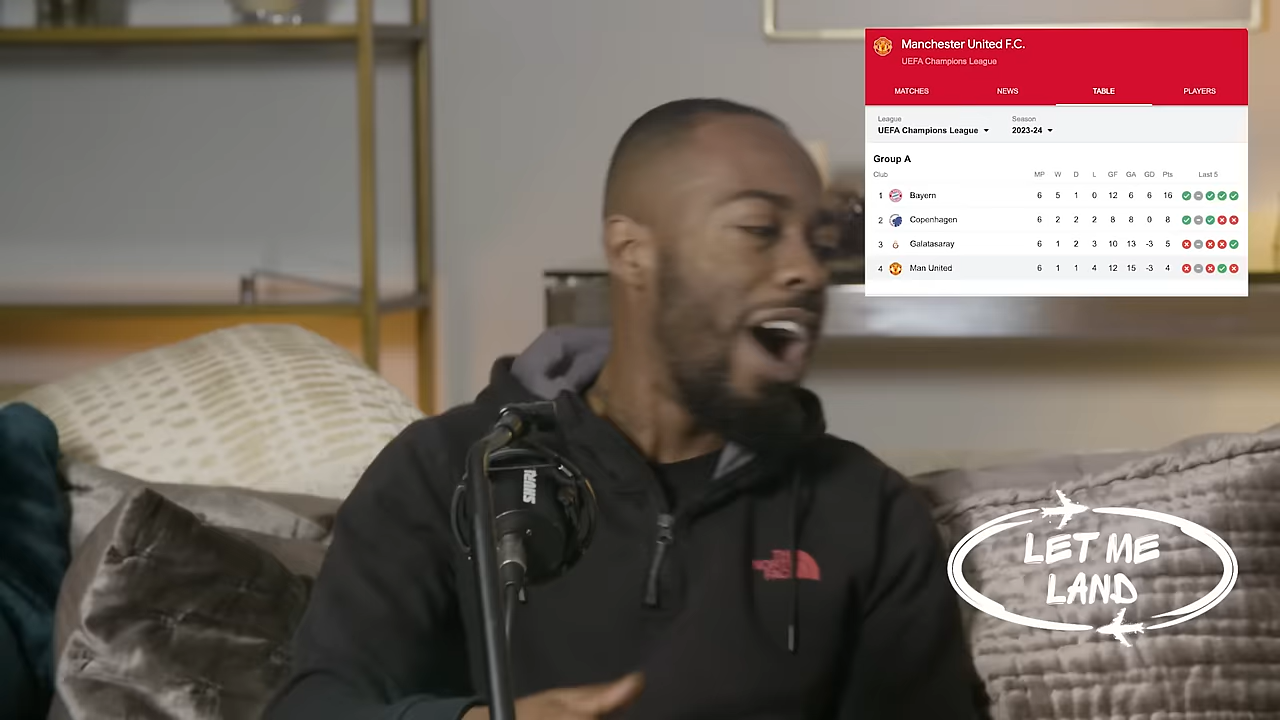 Manchester United F.C.
UEFA Champions League
MATCHES NEWS TABLE PLAYERS
League Season
UEFA Champions League 2023-24
Group A
Club MP W D L GF GA GD Pts Last 5
1 Bayern 6 5 1 0 12 6 6 16
2 Copenhagen 6 2 2 2 8 8 0 8
3 Galatasaray 6 1 2 3 10 13 -3 5
4 Man United 6 1 1 4 12 15 -3 4
SHURE
THE
NORTH
FACE
LET ME
LAND